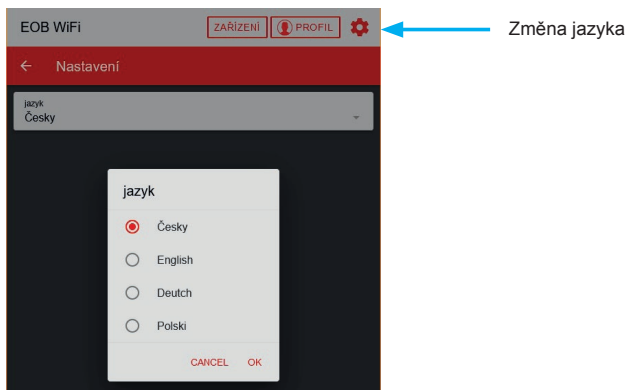 EOB WiFi ZAŘÍZENÍ PROFIL Změna jazyka
Nastavení
jazyk
Česky
jazyk
Česky
English
Deutch
Polski
CANCEL OK